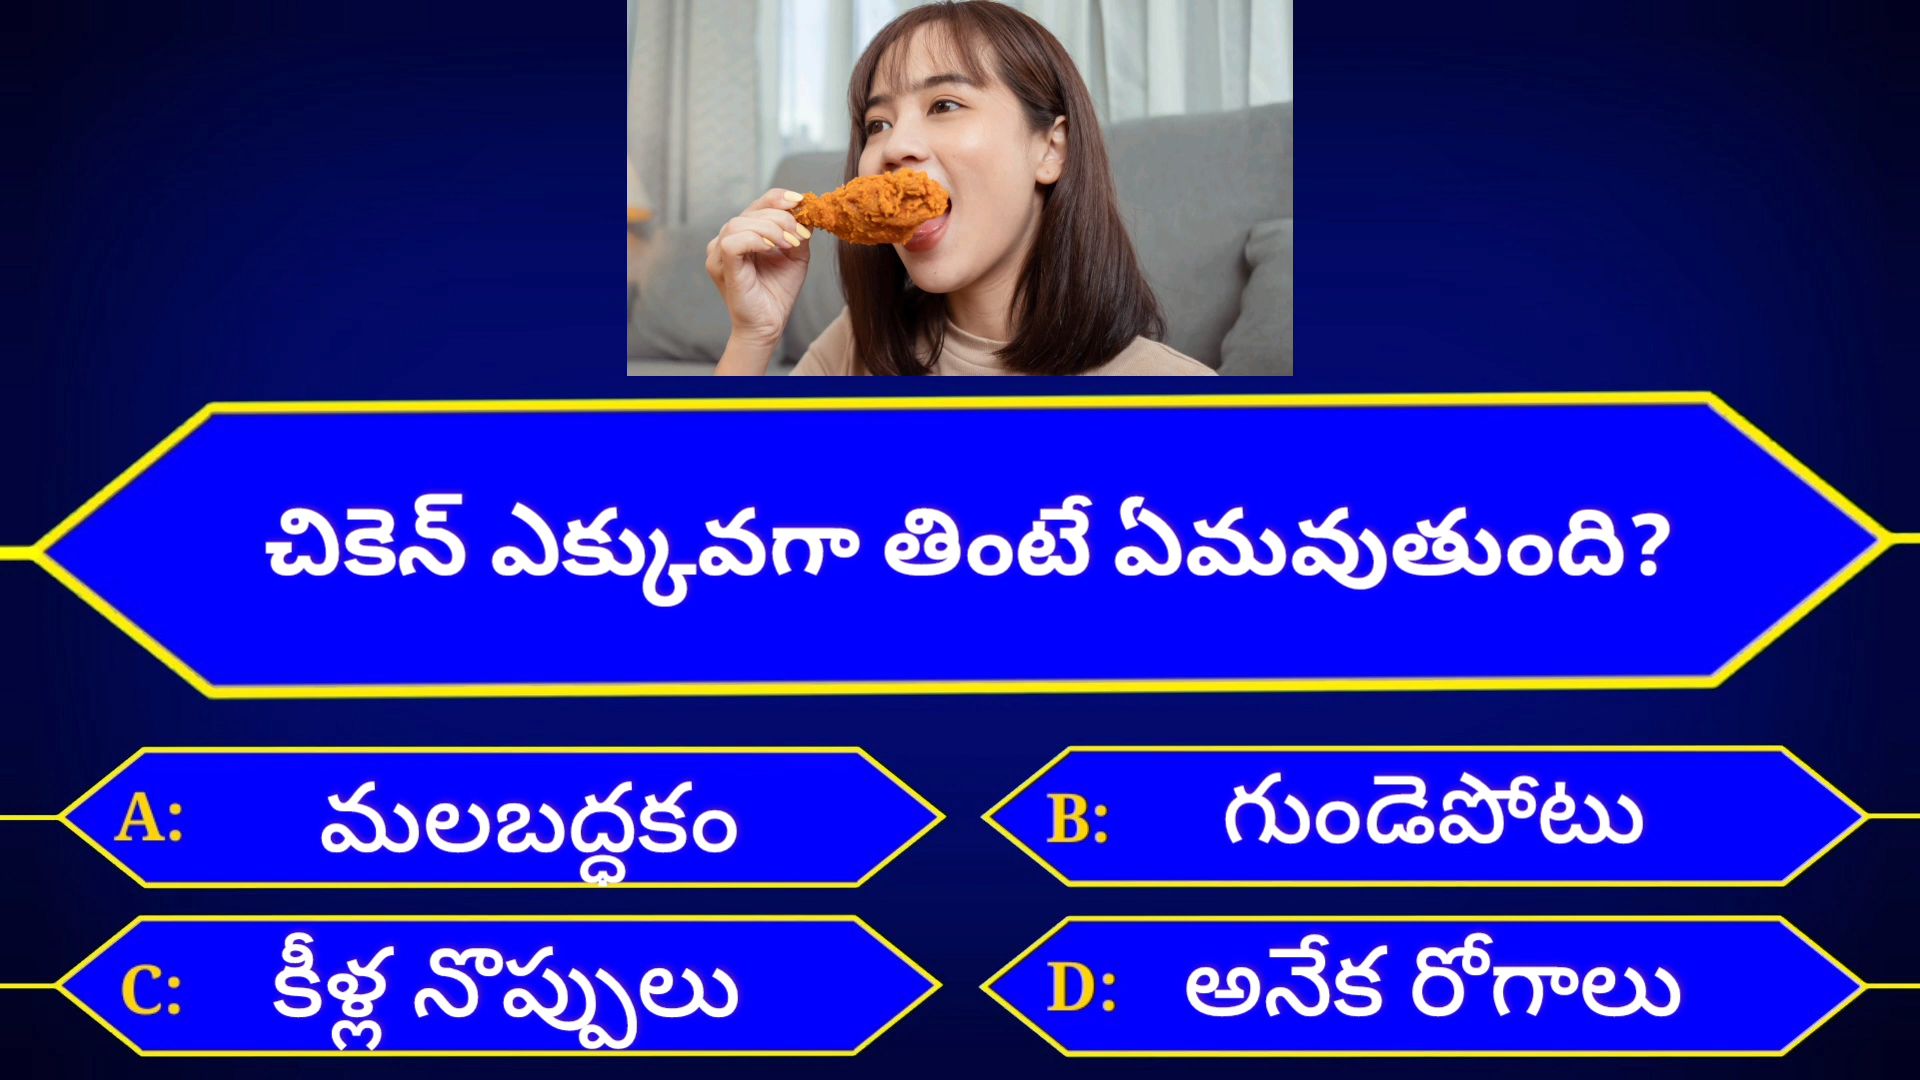 చికెన్ ఎక్కువగా తింటే ఏమవుతుంది?
A: మలబద్ధకం
B: గుండెపోటు
C: కీళ్ల నొప్పులు
D: అనేక రోగాలు